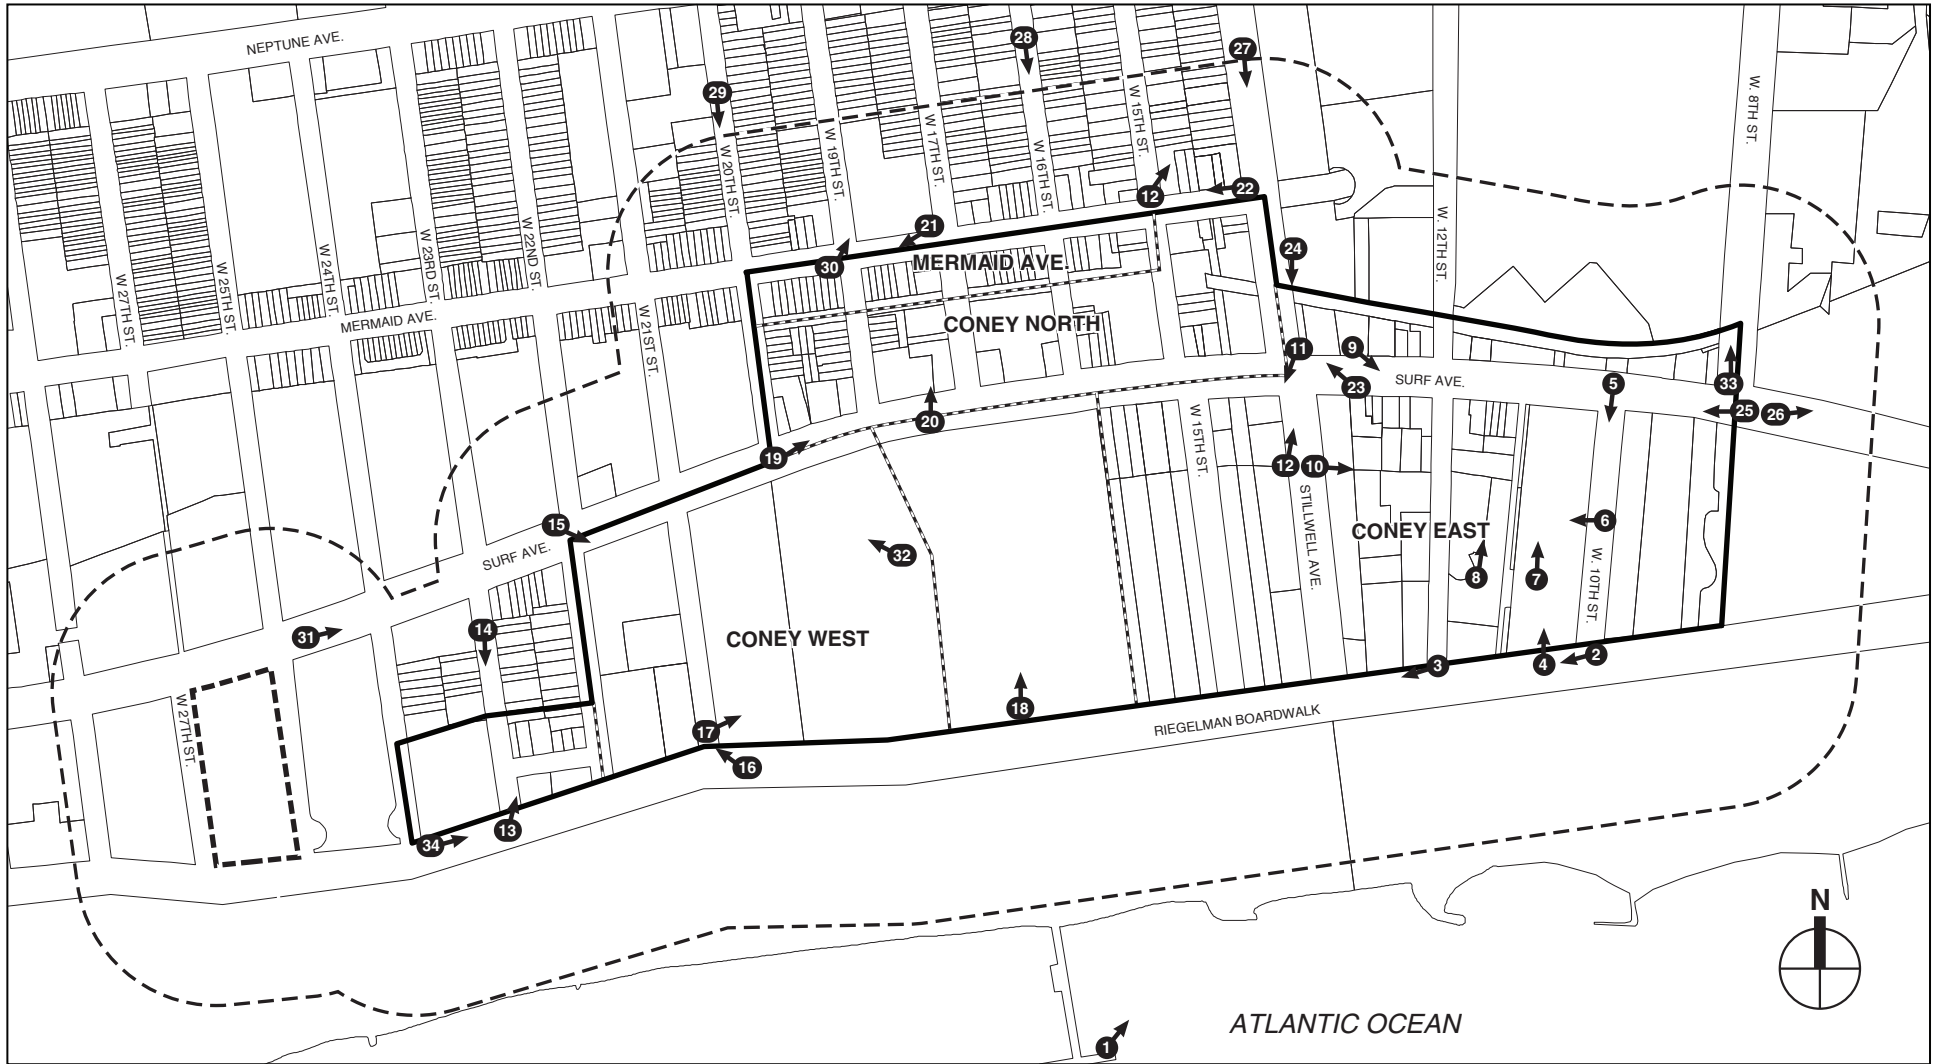 NEPTUNE AVE.
28
27
29
W. 8TH ST.
W 15TH ST.
W 17TH ST.
W 19TH ST.
W 16TH ST.
W 20TH ST.
12
22
21
W 22ND ST.
W. 12TH ST.
W 23RD ST.
W 24TH ST.
W 25TH ST.
W 27TH ST.
24
30
MERMAID AVE.
MERMAID AVE.
CONEY NORTH
W 21ST ST.
11
9
23
SURF AVE.
5
33
20
25
26
W 15TH ST.
19
12
10
STILLWELL AVE.
15
6
CONEY EAST
SURF AVE.
32
8
7
W. 10TH ST.
31
14
CONEY WEST
4
2
3
W 27TH ST.
18
17
RIEGELMAN BOARDWALK
16
13
34
N
ATLANTIC OCEAN
1